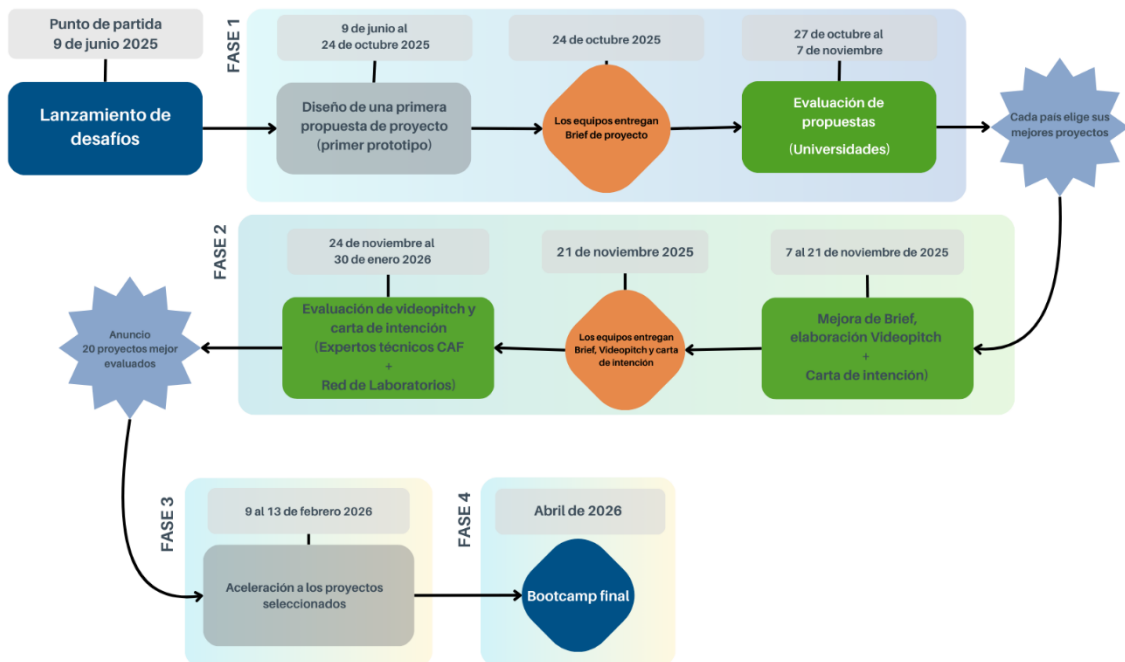 Punto de partida
9 de junio 2025
Lanzamiento de
desafíos
FASE 1
9 de junio al
24 de octubre 2025
Diseño de una primera
propuesta de proyecto
(primer prototipo)
24 de octubre 2025
Los equipos entregan
Brief de proyecto
27 de octubre al
7 de noviembre
Evaluación de
propuestas
(Universidades)
Cada país elige sus
mejores proyectos
FASE 2
7 al 21 de noviembre de 2025
Mejora de Brief,
elaboración Videopitch
+
Carta de intención)
21 de noviembre 2025
Los equipos entregan
Brief, Videopitch y carta
de intención
24 de noviembre al
30 de enero 2026
Evaluación de videopitch y
carta de intención
(Expertos técnicos CAF
+
Red de Laboratorios)
Anuncio
20 proyectos mejor
evaluados
FASE 3
9 al 13 de febrero 2026
Aceleración a los proyectos
seleccionados
FASE 4
Abril de 2026
Bootcamp final